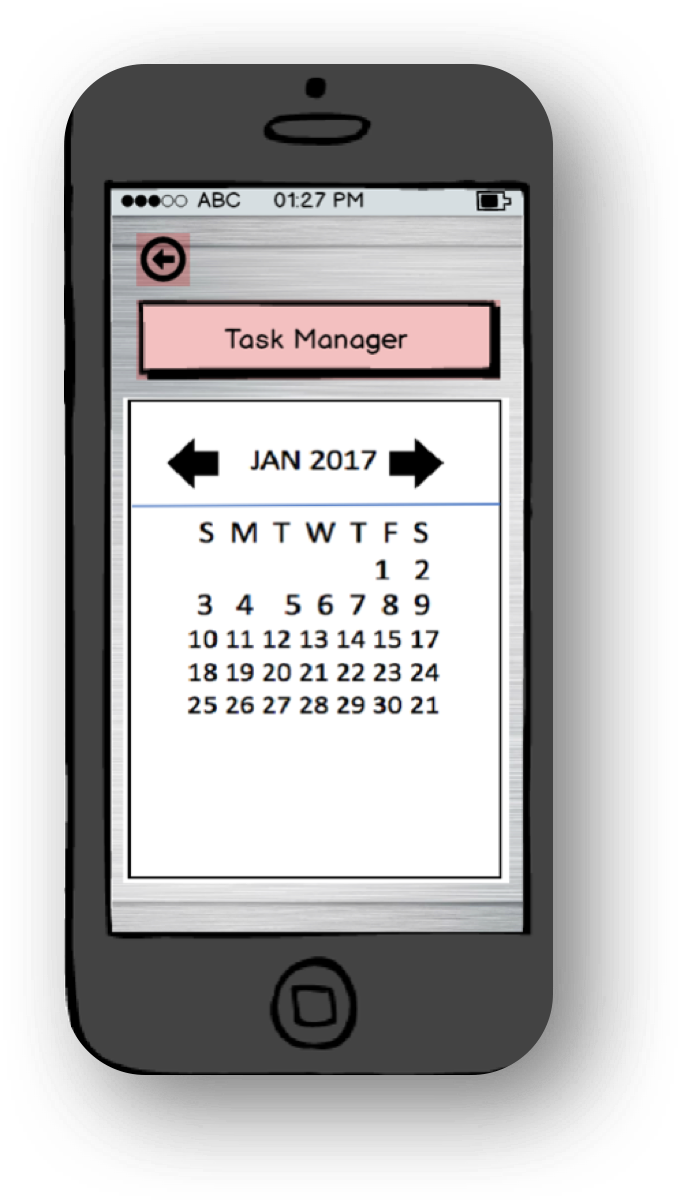 ABC 01:27 PM
Task Manager
JAN 2017
S M T W T F S
1 2
3 4 5 6 7 8 9
10 11 12 13 14 15 17
18 19 20 21 22 23 24
25 26 27 28 29 30 21